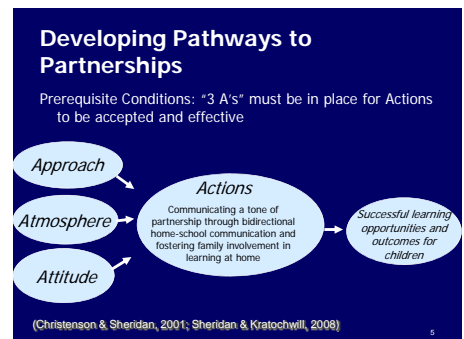 Developing Pathways to
Partnerships
Prerequisite Conditions: "3 A's" must be in place for Actions
to be accepted and effective
Approach
Atmosphere
Attitude
Actions
Communicating a tone of
partnership through bidirectional
home-school communication and
fostering family involvement in
learning at home
Successful learning
opportunities and
outcomes for
children
(Christenson & Sheridan, 2001; Sheridan & Kratochwill, 2008)
5